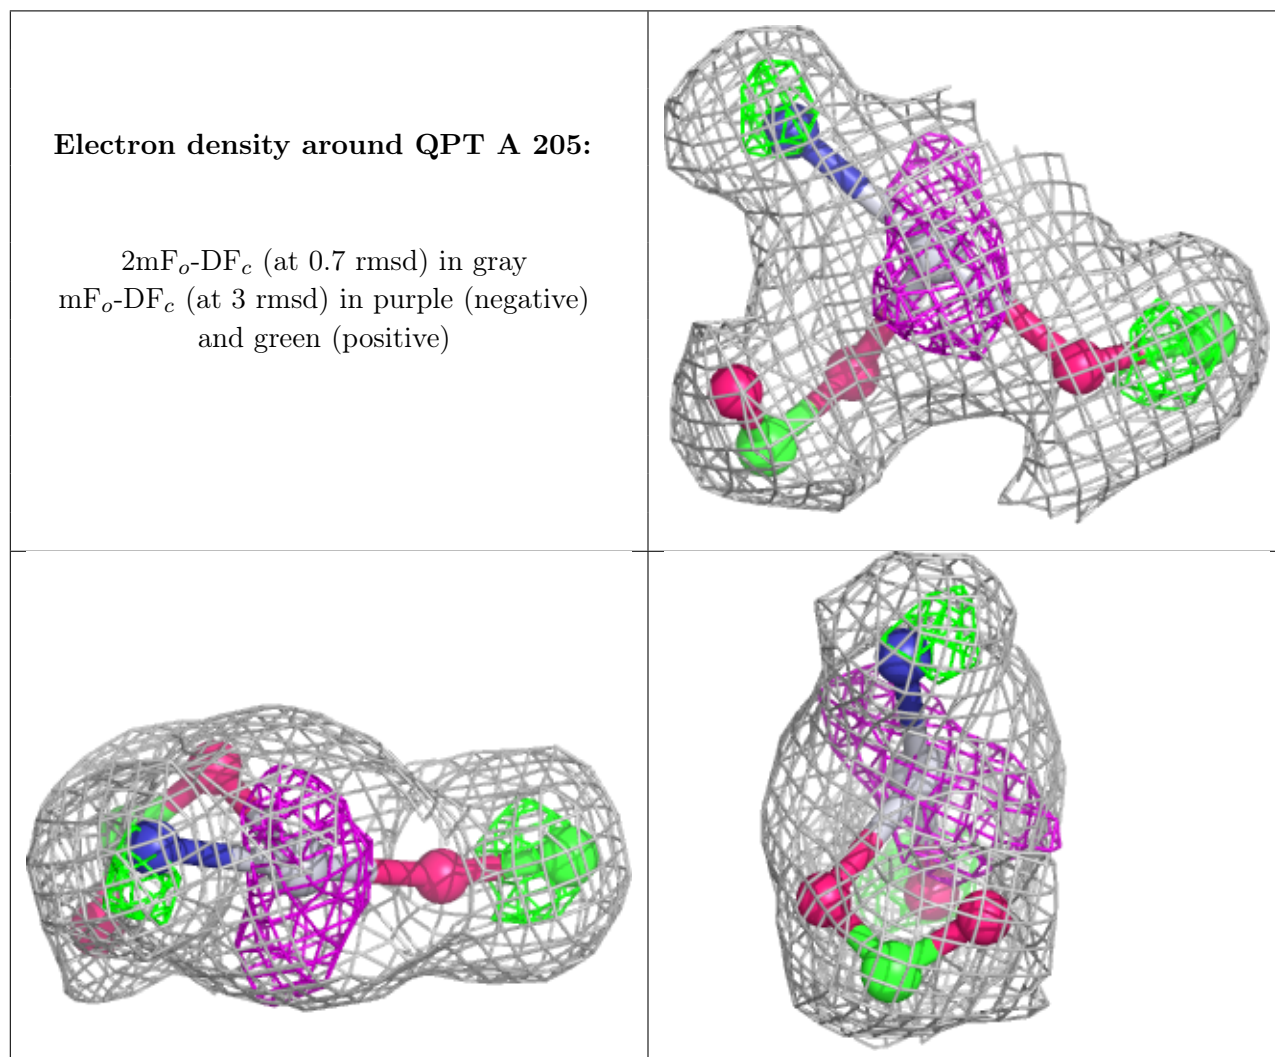 Electron density around QPT A 205:
2mFₒ-DF𝒸 (at 0.7 rmsd) in gray
mFₒ-DF𝒸 (at 3 rmsd) in purple (negative)
and green (positive)